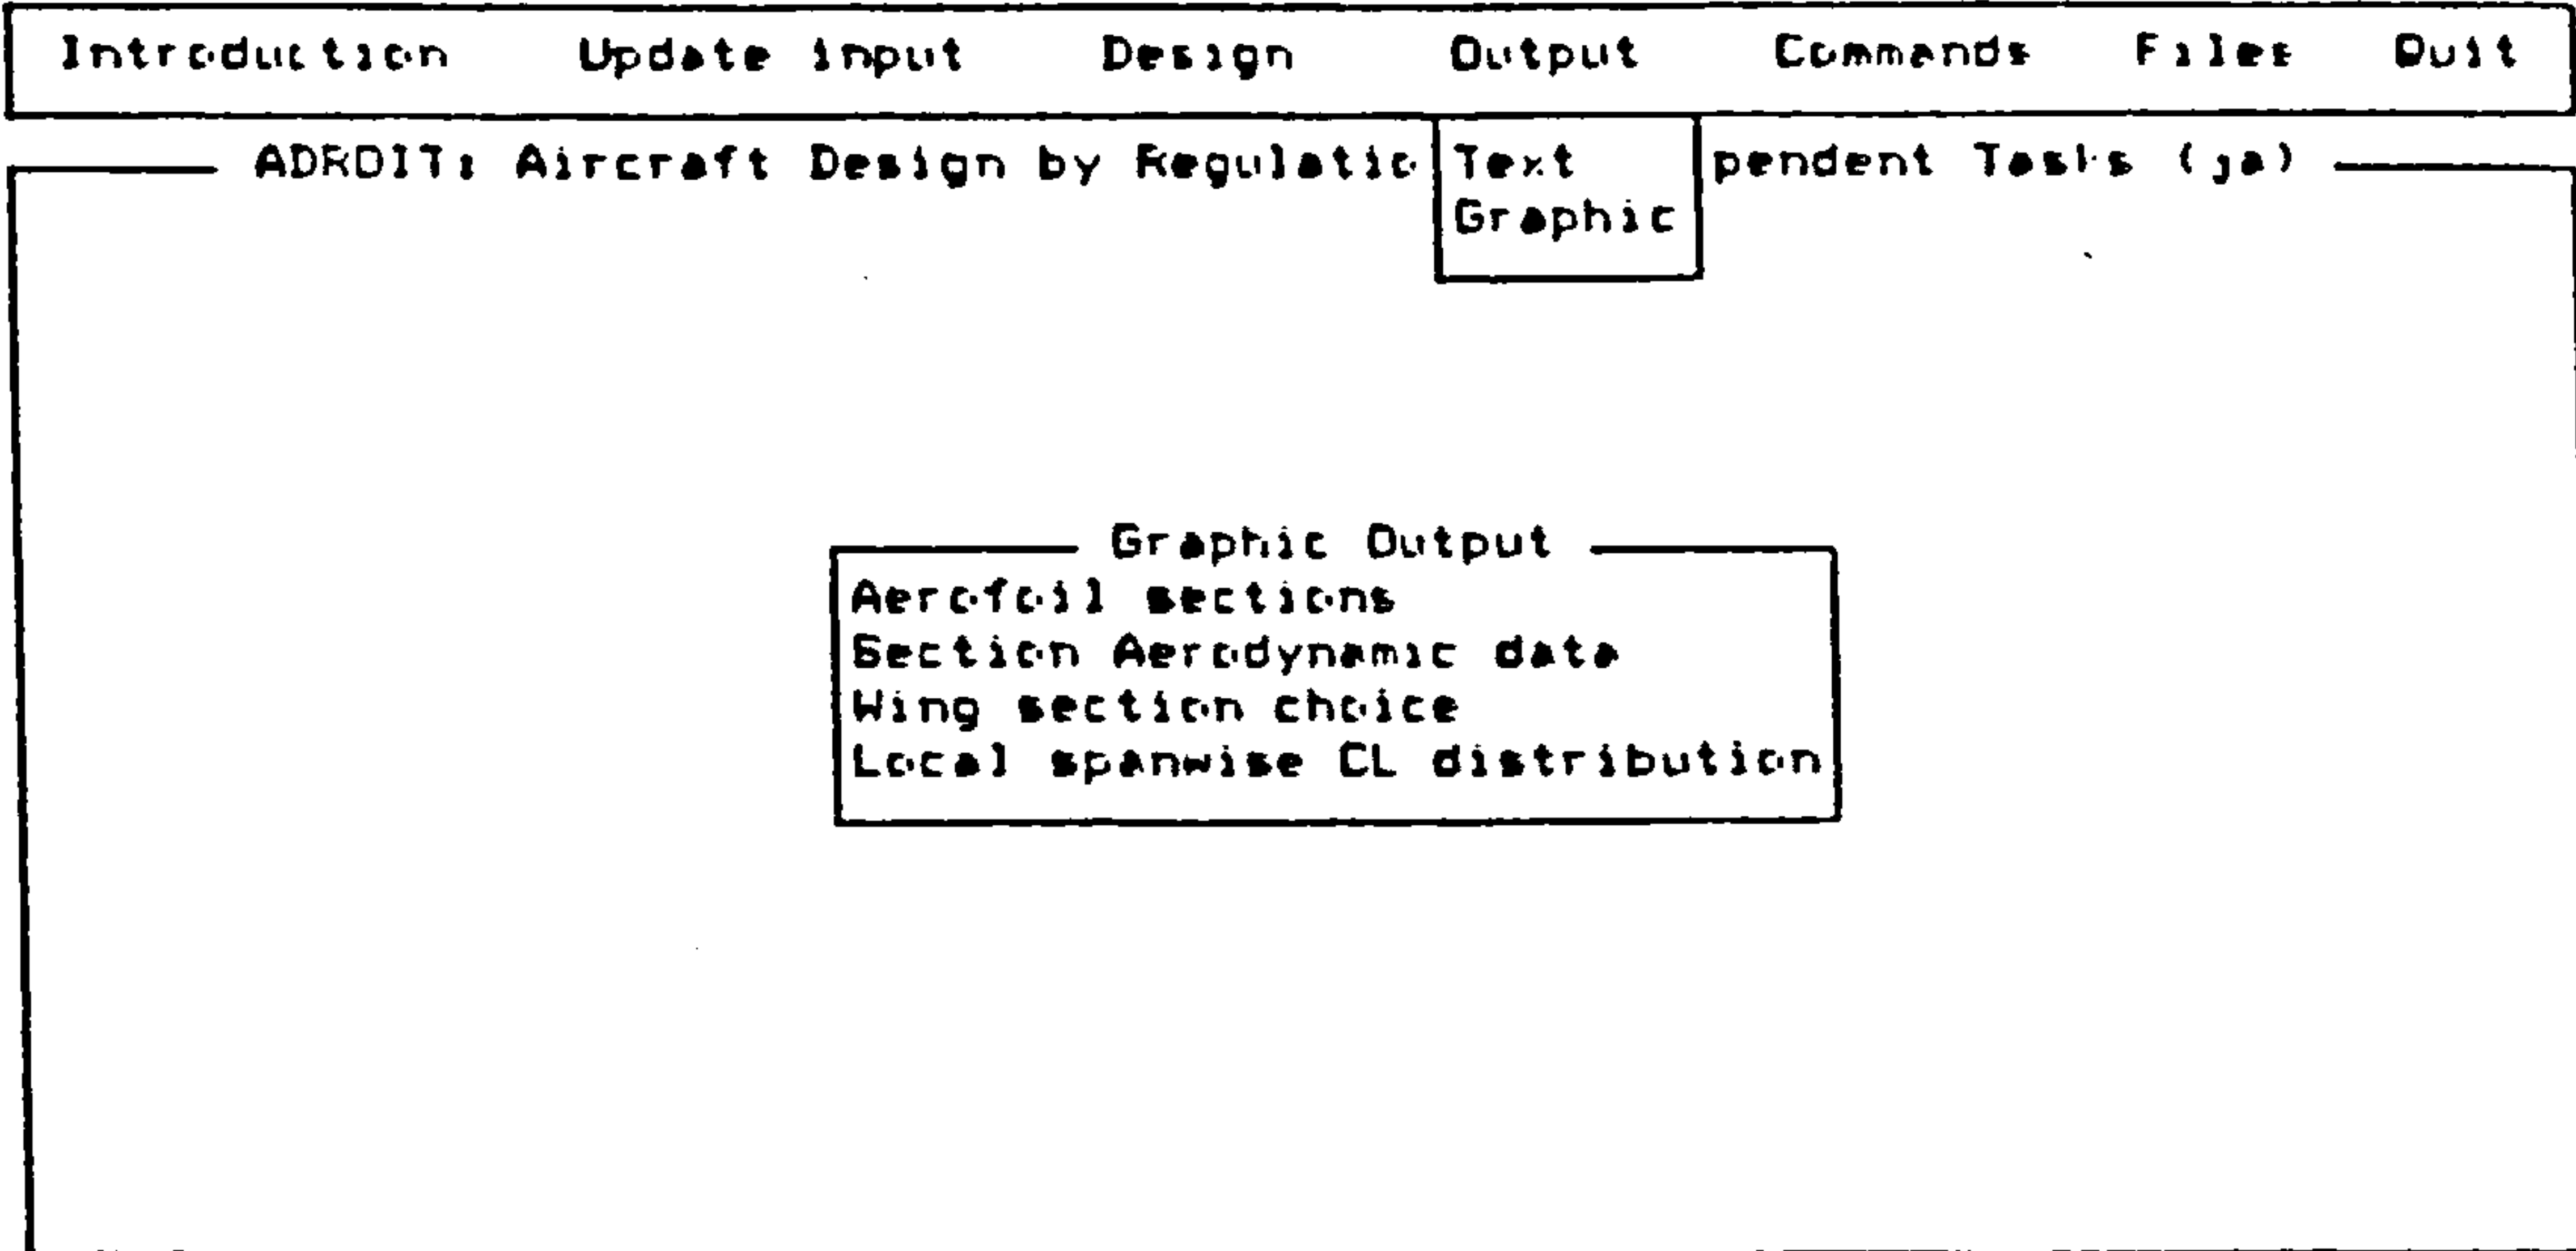 Introduction Update input Design Output Commands Files Quit
ADROIT: Aircraft Design by Regulatio
Text
pendent Tasks (ja)
Graphic
Graphic Output
Aerofoil sections
Section Aerodynamic data
Wing section choice
Local spanwise CL distribution